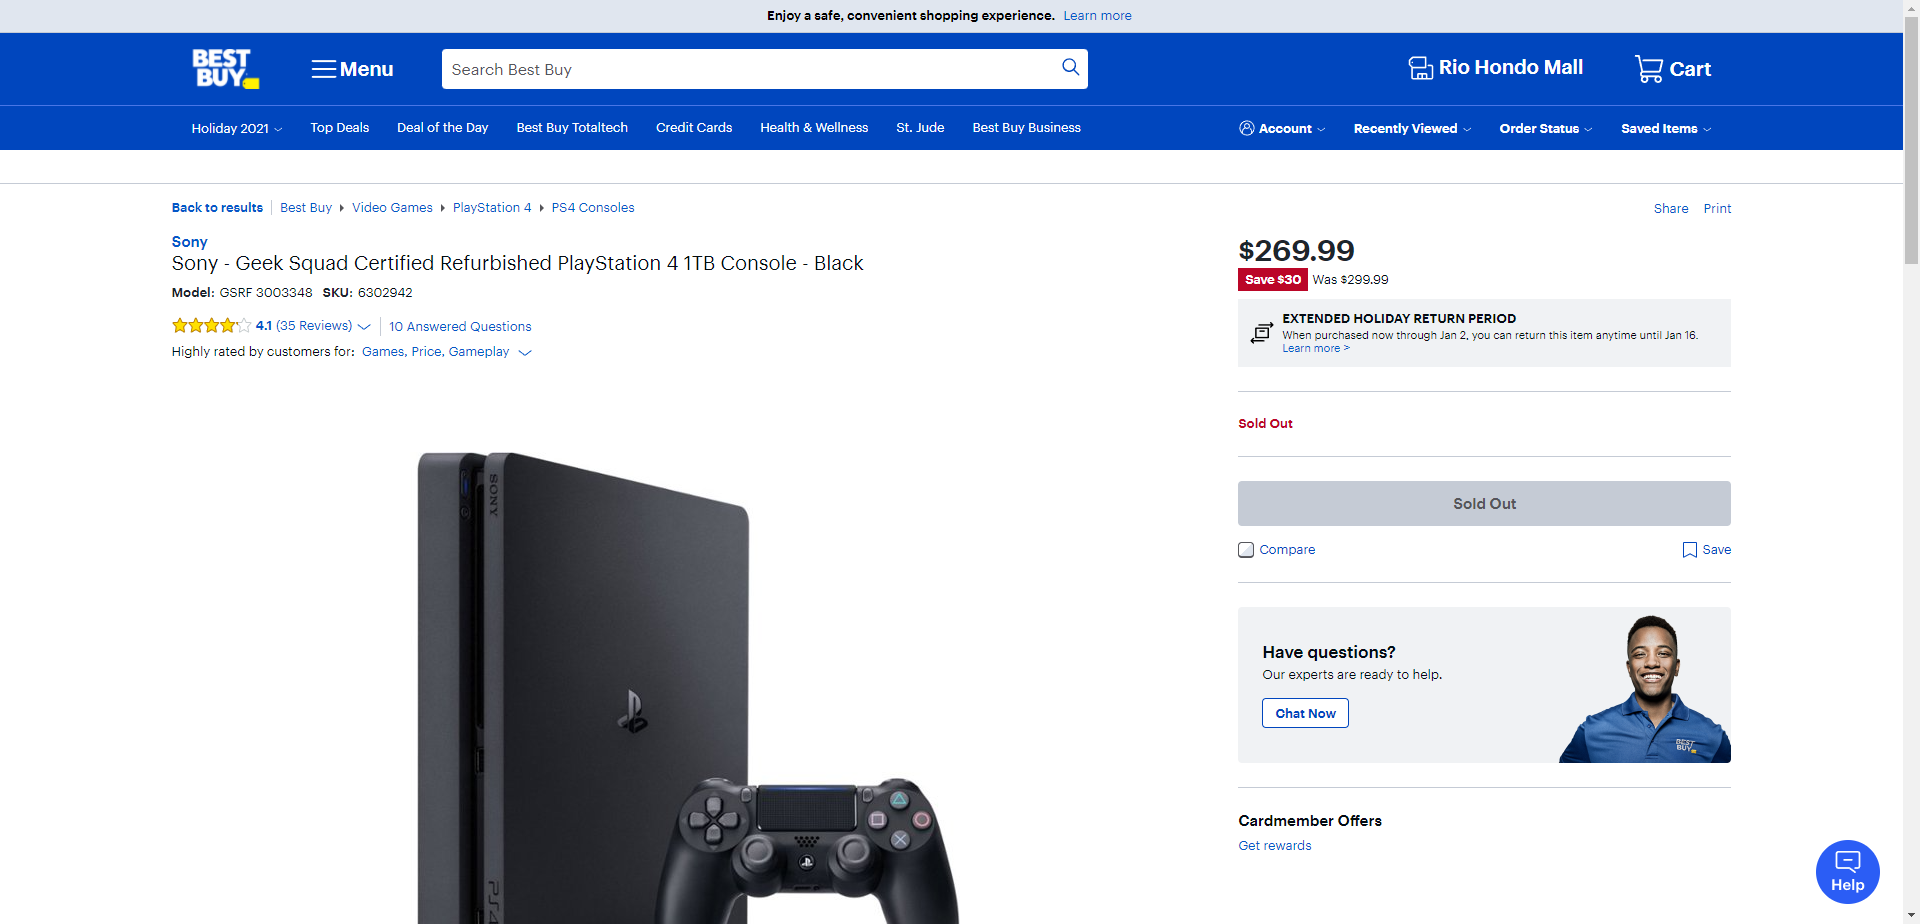 Enjoy a safe, convenient shopping experience. Learn more
BEST BUY
Menu
Search Best Buy
Rio Hondo Mall
Cart
Holiday 2021
Top Deals
Deal of the Day
Best Buy Totaltech
Credit Cards
Health & Wellness
St. Jude
Best Buy Business
Account
Recently Viewed
Order Status
Saved Items
Back to results
Best Buy
Video Games
PlayStation 4
PS4 Consoles
Share
Print
Sony
Sony - Geek Squad Certified Refurbished PlayStation 4 1TB Console - Black
Model: GSRF 3003348 SKU: 6302942
4.1 (35 Reviews)
10 Answered Questions
Highly rated by customers for: Games, Price, Gameplay
$269.99
Save $30 Was $299.99
EXTENDED HOLIDAY RETURN PERIOD
When purchased now through Jan 2, you can return this item anytime until Jan 16.
Learn more >
Sold Out
Sold Out
Compare
Save
Have questions?
Our experts are ready to help.
Chat Now
BEST BUY
Cardmember Offers
Get rewards
Help
SONY
PS4